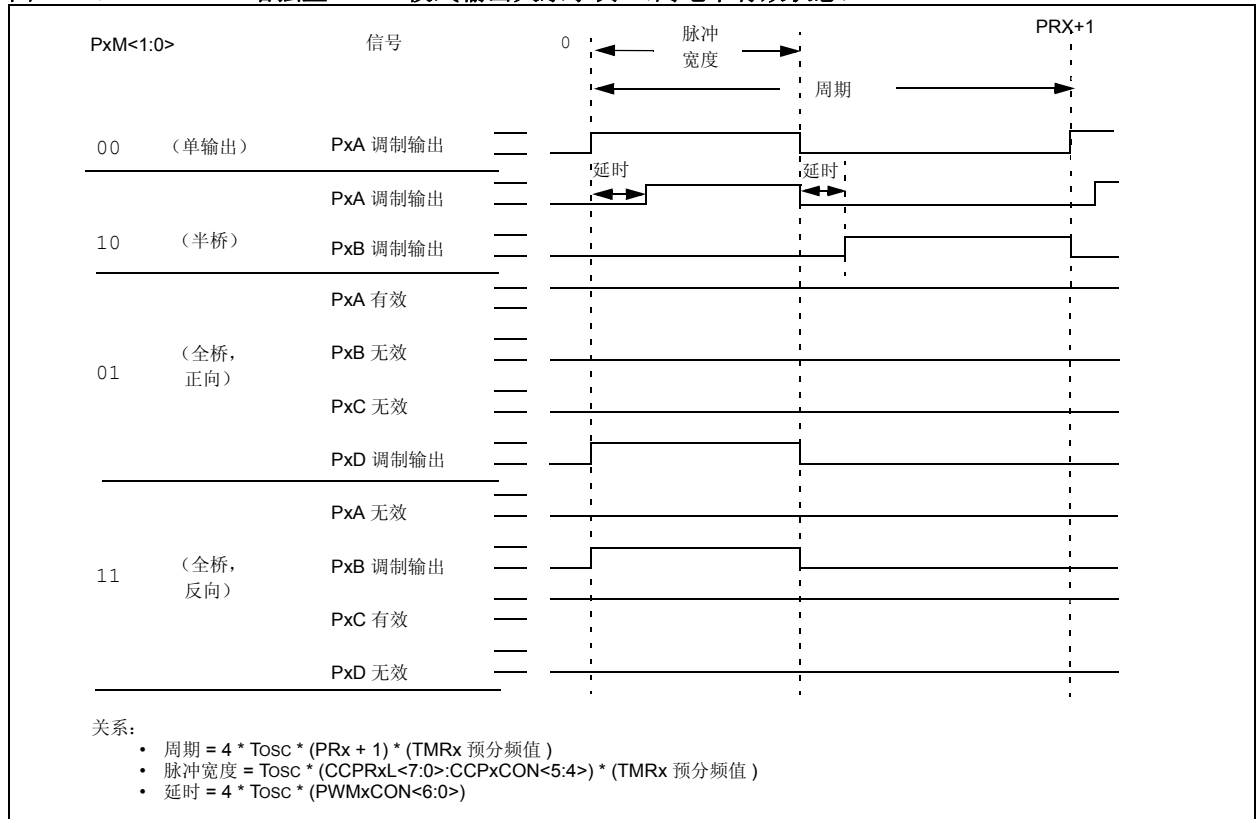 PxM<1:0>
信号
0
脉冲
宽度
PRX+1
周期
00 （单输出） PxA 调制输出
延时 延时
PxA 调制输出
10 （半桥） PxB 调制输出
PxA 有效
01 （全桥， PxB 无效
正向）
PxC 无效
PxD 调制输出
PxA 无效
11 （全桥， PxB 调制输出
反向）
PxC 有效
PxD 无效
关系：
• 周期 = 4 * TOSC * (PRx + 1) * (TMRx 预分频值 )
• 脉冲宽度 = TOSC * (CCPRxL<7:0>:CCPxCON<5:4>) * (TMRx 预分频值 )
• 延时 = 4 * TOSC * (PWMxCON<6:0>)